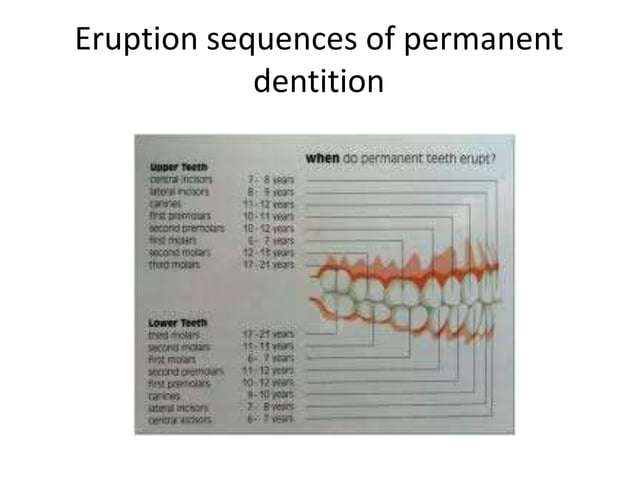 Eruption sequences of permanent
dentition
when do permanent teeth erupt?
Upper Teeth
central incisors 7- 8 years
lateral incisors 8- 9 years
canines 11-12 years
first premolars 10-11 years
second premolars 10-12 years
first molars 6- 7 years
second molars 12-13 years
third molars 17-21 years
Lower Teeth
third molars 17-21 years
second molars years
first molars 6- 7 years
second premolars 11-12 years
first premolars 10-12 years
canines 9-10 years
lateral incisors 7- 8 years
central incisors 6- 7 years